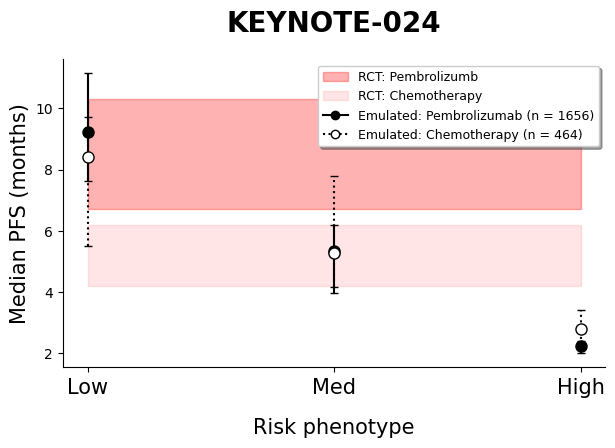 KEYNOTE-024
RCT: Pembrolizumb
RCT: Chemotherapy
Emulated: Pembrolizumab (n = 1656)
Emulated: Chemotherapy (n = 464)
Median PFS (months)
10
8
6
4
2
Low
Med
High
Risk phenotype